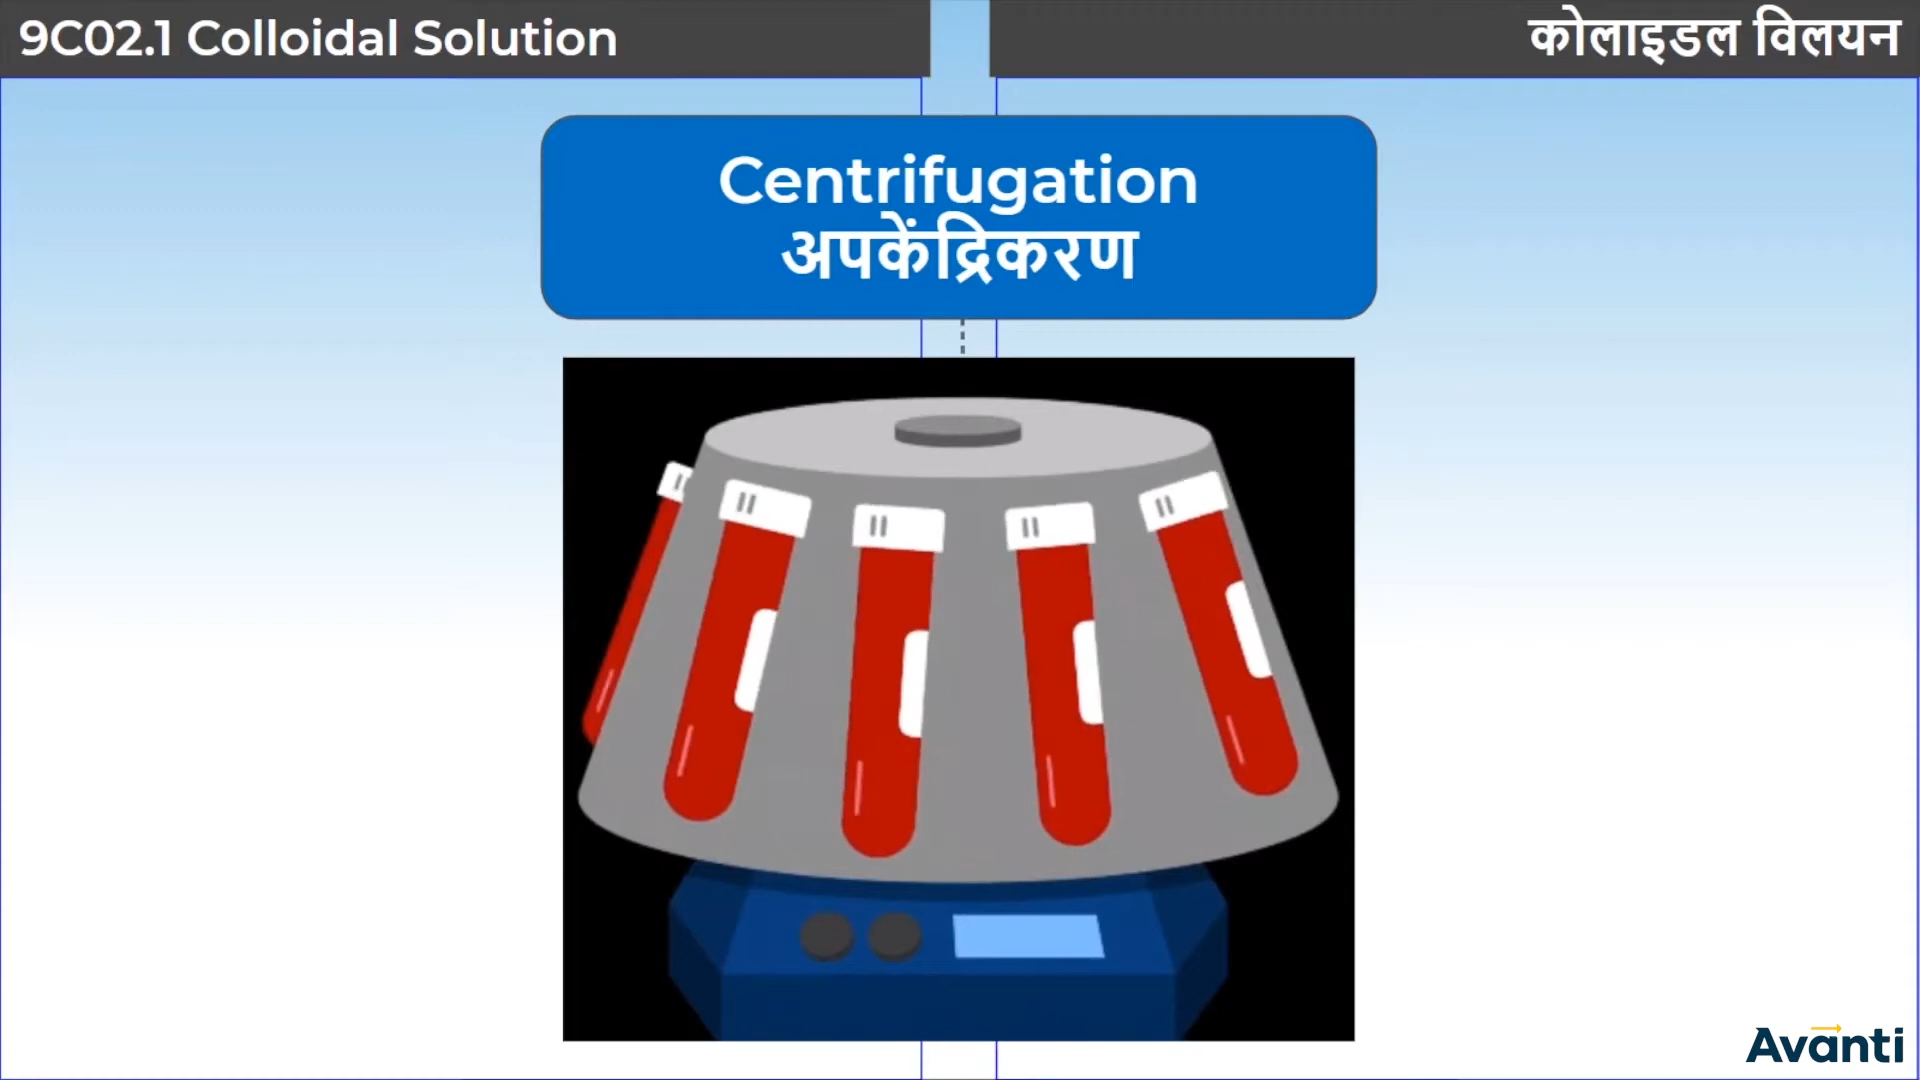 9C02.1 Colloidal Solution
कोलाइडल विलयन
Centrifugation
अपकेंद्रिकरण
Avanti